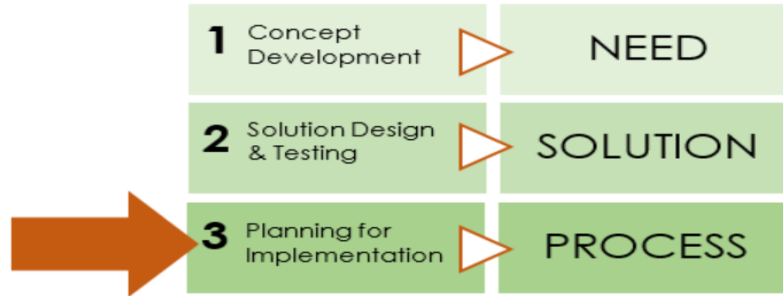 1 Concept
Development
NEED
2 Solution Design
& Testing
SOLUTION
3 Planning for
Implementation
PROCESS